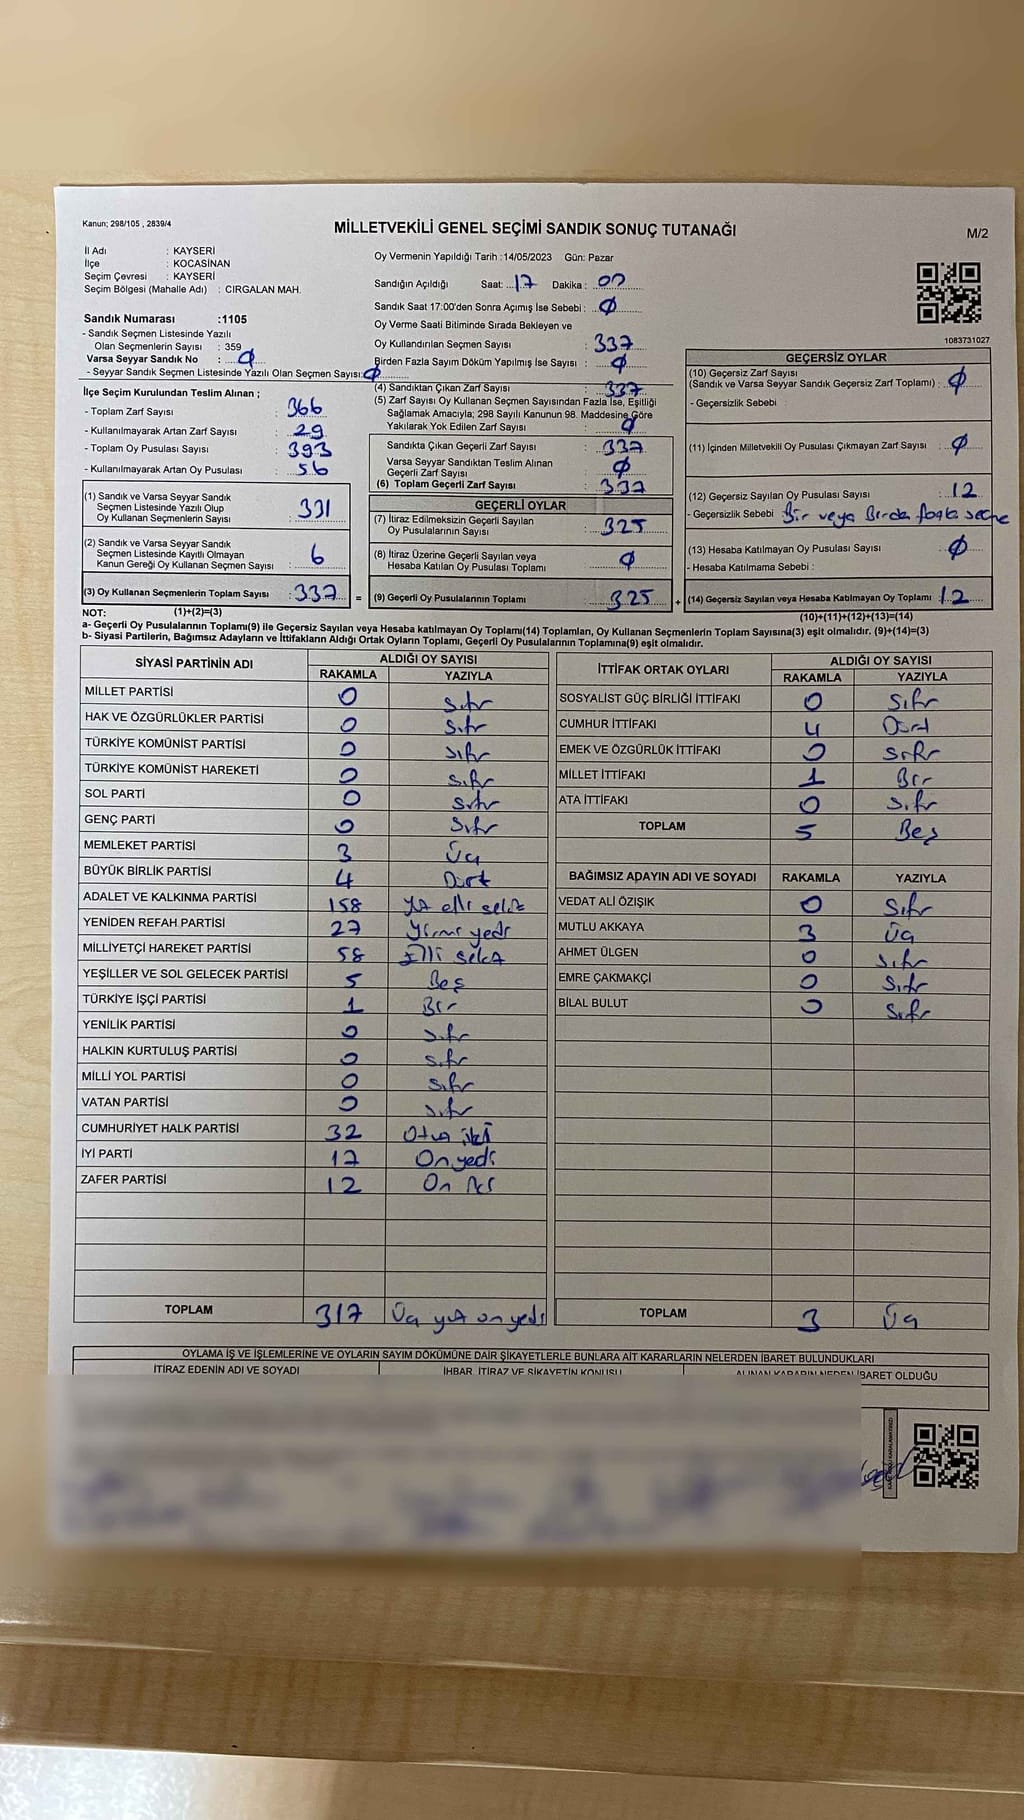 Kanun; 298/105 , 2839/4
MİLLETVEKİLİ GENEL SEÇİMİ SANDIK SONUÇ TUTANAĞI
M/2
İl Adı : KAYSERİ
İlçe : KOCASİNAN
Seçim Çevresi : KAYSERİ
Seçim Bölgesi (Mahalle Adı) : CIRGALAN MAH.
Sandık Numarası :1105
- Sandık Seçmen Listesinde Yazılı
Olan Seçmenlerin Sayısı : 359
Varsa Seyyar Sandık No : Ø
- Seyyar Sandık Seçmen Listesinde Yazılı Olan Seçmen Sayısı: Ø
Oy Vermenin Yapıldığı Tarih :14/05/2023 Gün: Pazar
Sandığın Açıldığı Saat: 17 Dakika : 00
Sandık Saat 17:00'den Sonra Açımış İse Sebebi : Ø
Oy Verme Saati Bitiminde Sırada Bekleyen ve
Oy Kullandırılan Seçmen Sayısı : 337
Birden Fazla Sayım Döküm Yapılmış İse Sayısı : Ø
1083731027
İlçe Seçim Kurulundan Teslim Alınan ;
- Toplam Zarf Sayısı : 366
- Kullanılmayarak Artan Zarf Sayısı : 29
- Toplam Oy Pusulası Sayısı : 393
- Kullanılmayarak Artan Oy Pusulası : 56
(1) Sandık ve Varsa Seyyar Sandık
Seçmen Listesinde Yazılı Olup
Oy Kullanan Seçmenlerin Sayısı : 331
(2) Sandık ve Varsa Seyyar Sandık
Seçmen Listesinde Kayıtlı Olmayan
Kanun Gereği Oy Kullanan Seçmen Sayısı : 6
(3) Oy Kullanan Seçmenlerin Toplam Sayısı : 337 =
(4) Sandıktan Çıkan Zarf Sayısı : 337
(5) Zarf Sayısı Oy Kullanan Seçmen Sayısından Fazla İse, Eşitliği
Sağlamak Amacıyla; 298 Sayılı Kanunun 98. Maddesine Göre
Yakılarak Yok Edilen Zarf Sayısı : Ø
Sandıkta Çıkan Geçerli Zarf Sayısı : 337
Varsa Seyyar Sandıktan Teslim Alınan
Geçerli Zarf Sayısı : Ø
(6) Toplam Geçerli Zarf Sayısı : 337
GEÇERLİ OYLAR
(7) İtiraz Edilmeksizin Geçerli Sayılan
Oy Pusulalarının Sayısı : 325
(8) İtiraz Üzerine Geçerli Sayılan veya
Hesaba Katılan Oy Pusulası Toplamı : Ø
(9) Geçerli Oy Pusulalarının Toplamı : 325 +
GEÇERSİZ OYLAR
(10) Geçersiz Zarf Sayısı
(Sandık ve Varsa Seyyar Sandık Geçersiz Zarf Toplamı) : Ø
- Geçersizlik Sebebi :
(11) İçinden Milletvekili Oy Pusulası Çıkmayan Zarf Sayısı : Ø
(12) Geçersiz Sayılan Oy Pusulası Sayısı : 12
- Geçersizlik Sebebi : Bir veya Birden fazla seçme
(13) Hesaba Katılmayan Oy Pusulası Sayısı : Ø
- Hesaba Katılmama Sebebi :
(14) Geçersiz Sayılan veya Hesaba Katılmayan Oy Toplamı : 12
NOT: (1)+(2)=(3)
(10)+(11)+(12)+(13)=(14)
a- Geçerli Oy Pusulalarının Toplamı(9) ile Geçersiz Sayılan veya Hesaba katılmayan Oy Toplamı(14) Toplamları, Oy Kullanan Seçmenlerin Toplam Sayısına(3) eşit olmalıdır. (9)+(14)=(3)
b- Siyasi Partilerin, Bağımsız Adayların ve İttifakların Aldığı Ortak Oyların Toplamı, Geçerli Oy Pusulalarının Toplamına(9) eşit olmalıdır.
SİYASİ PARTİNİN ADI ALDIĞI OY SAYISI
RAKAMLA YAZIYLA
MİLLET PARTİSİ 0 Sıfır
HAK VE ÖZGÜRLÜKLER PARTİSİ 0 Sıfır
TÜRKİYE KOMÜNİST PARTİSİ 0 Sıfır
TÜRKİYE KOMÜNİST HAREKETİ 0 Sıfır
SOL PARTİ 0 Sıfır
GENÇ PARTİ 0 Sıfır
MEMLEKET PARTİSİ 3 Üç
BÜYÜK BİRLİK PARTİSİ 4 Dört
ADALET VE KALKINMA PARTİSİ 158 Yüz elli sekiz
YENİDEN REFAH PARTİSİ 27 Yirmi yedi
MİLLİYETÇİ HAREKET PARTİSİ 58 Elli sekiz
YEŞİLLER VE SOL GELECEK PARTİSİ 5 Beş
TÜRKİYE İŞÇİ PARTİSİ 1 Bir
YENİLİK PARTİSİ 0 Sıfır
HALKIN KURTULUŞ PARTİSİ 0 Sıfır
MİLLİ YOL PARTİSİ 0 Sıfır
VATAN PARTİSİ 0 Sıfır
CUMHURİYET HALK PARTİSİ 32 Otuz iki
İYİ PARTİ 17 On yedi
ZAFER PARTİSİ 12 On iki
TOPLAM 317 Üç yüz on yedi
İTTİFAK ORTAK OYLARI ALDIĞI OY SAYISI
RAKAMLA YAZIYLA
SOSYALİST GÜÇ BİRLİĞİ İTTİFAKI 0 Sıfır
CUMHUR İTTİFAKI 4 Dört
EMEK VE ÖZGÜRLÜK İTTİFAKI 0 Sıfır
MİLLET İTTİFAKI 1 Bir
ATA İTTİFAKI 0 Sıfır
TOPLAM 5 Beş
BAĞIMSIZ ADAYIN ADI VE SOYADI RAKAMLA YAZIYLA
VEDAT ALİ ÖZIŞIK 0 Sıfır
MUTLU AKKAYA 3 Üç
AHMET ÜLGEN 0 Sıfır
EMRE ÇAKMAKÇİ 0 Sıfır
BİLAL BULUT 0 Sıfır
TOPLAM 3 Üç
OYLAMA İŞ VE İŞLEMLERİNE VE OYLARIN SAYIM DÖKÜMÜNE DAİR ŞİKAYETLERLE BUNLARA AİT KARARLARIN NELERDEN İBARET BULUNDUKLARI
İTİRAZ EDENİN ADI VE SOYADI
İHBAR, İTİRAZ VE ŞİKAYETİN KONUSU
ALINAN KARARIN NEDEN İBARET OLDUĞU